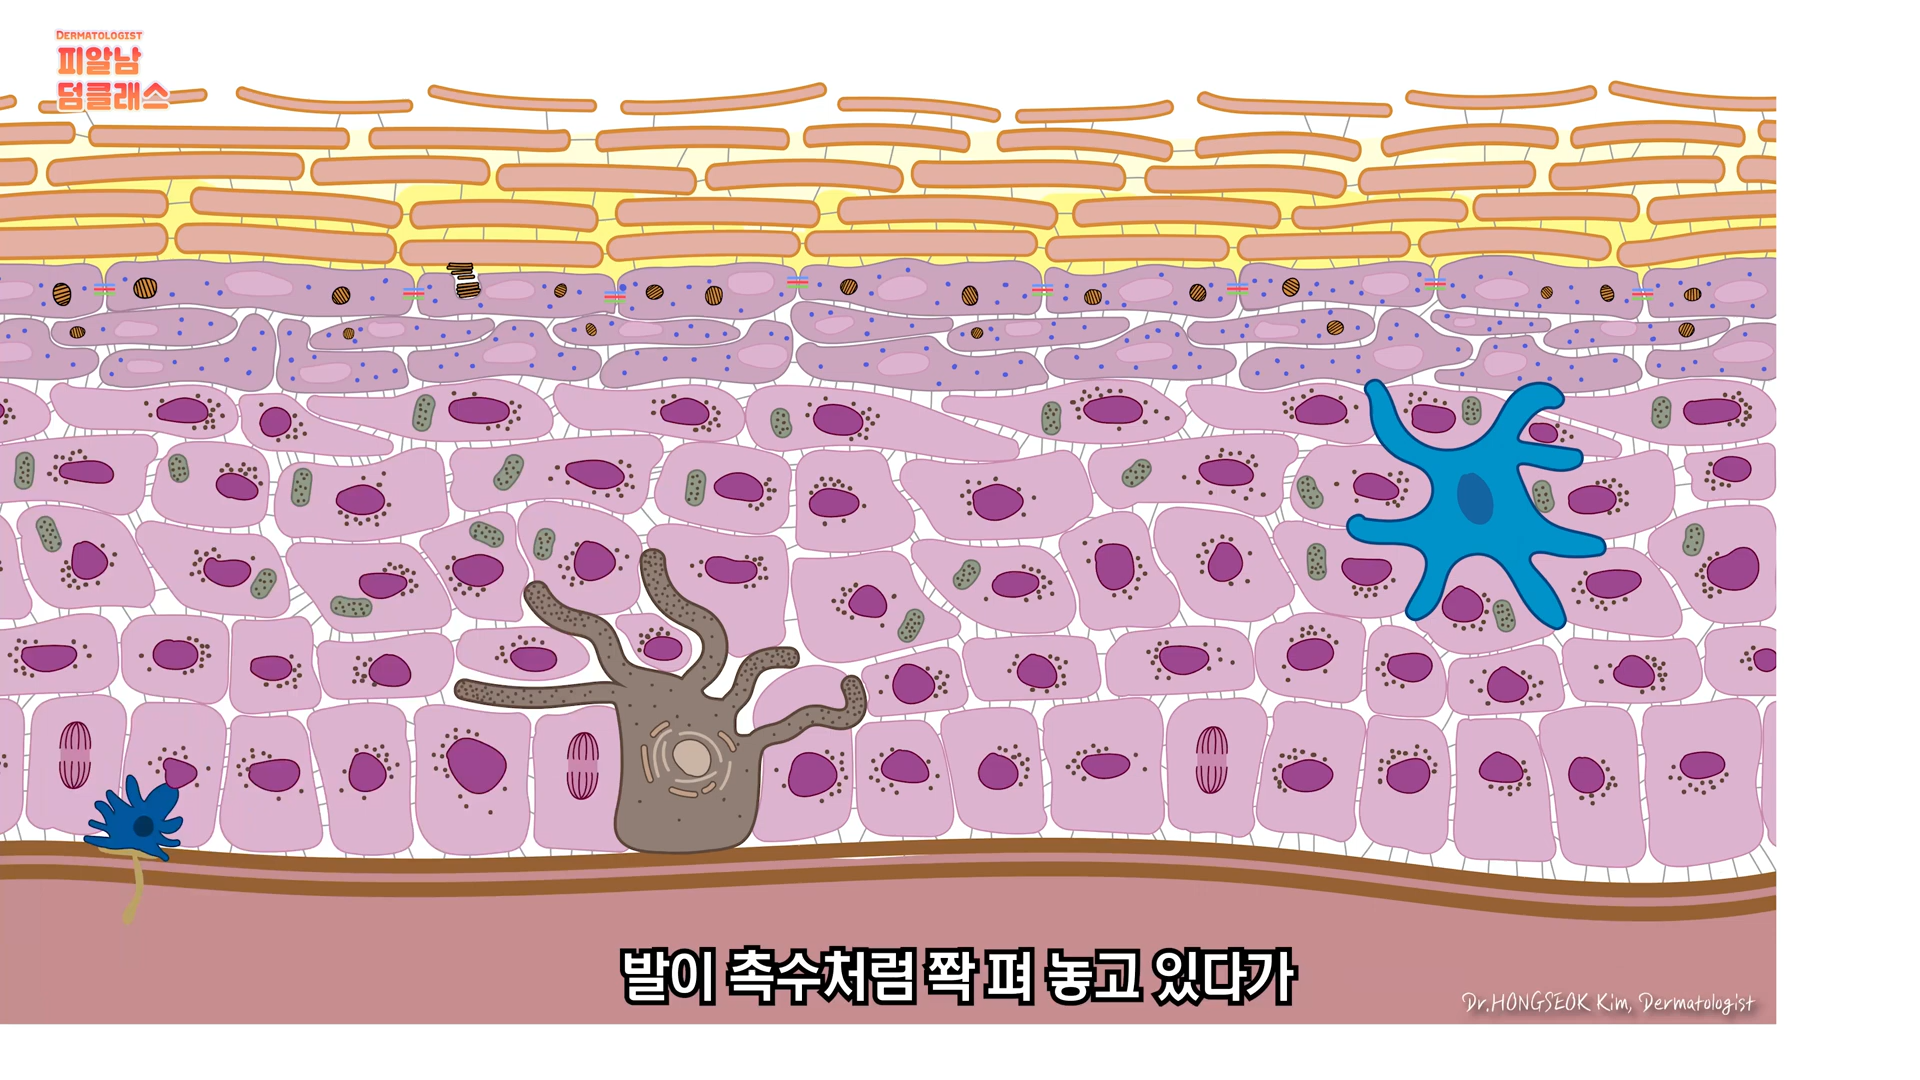 DERMATOLOGIST
피알남
덤클래스
발이 촉수처럼 쫙 펴 놓고 있다가
Dr.HONGSEOK Kim, Dermatologist